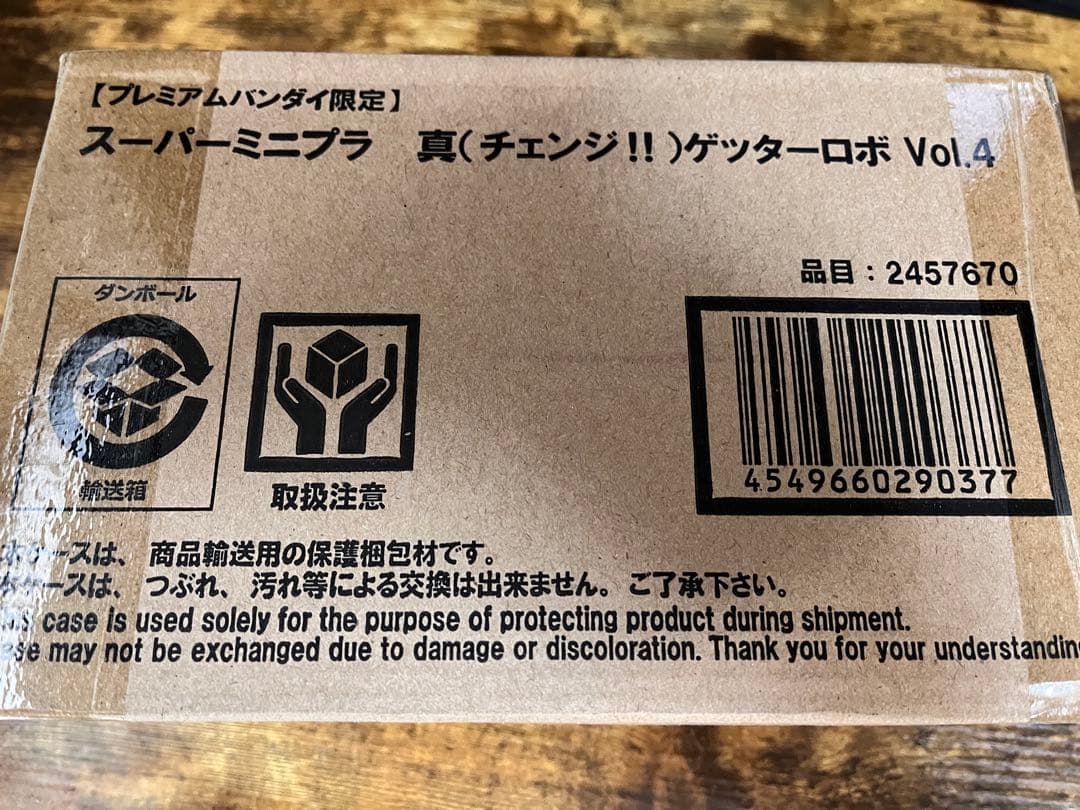 【プレミアムバンダイ限定】
スーパーミニプラ 真(チェンジ!!)ゲッターロボ Vol.4
品目：2457670
ダンボール
輸送箱
取扱注意
4549660290377
本ケースは、商品輸送用の保護梱包材です。
本ケースは、つぶれ、汚れ等による交換は出来ません。ご了承下さい。
case is used solely for the purpose of protecting product during shipment.
may not be exchanged due to damage or discoloration. Thank you for your understanding